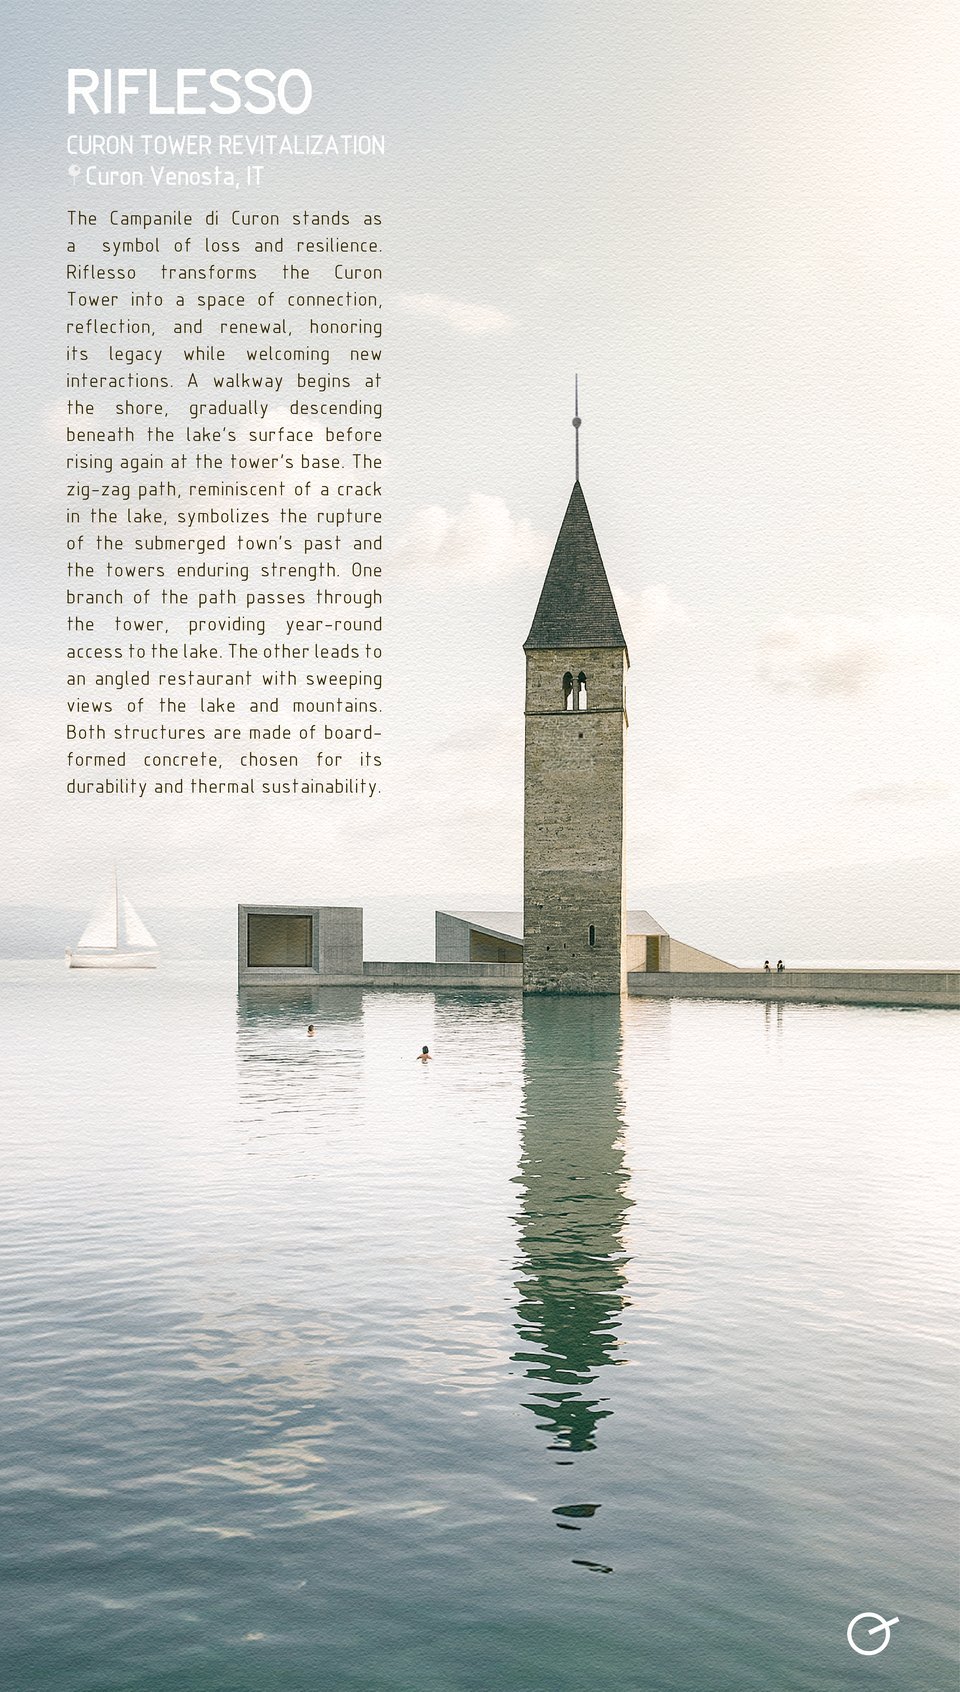 RIFLESSO
CURON TOWER REVITALIZATION
Curon Venosta, IT
The Campanile di Curon stands as
a symbol of loss and resilience.
Riflesso transforms the Curon
Tower into a space of connection,
reflection, and renewal, honoring
its legacy while welcoming new
interactions. A walkway begins at
the shore, gradually descending
beneath the lake's surface before
rising again at the tower's base. The
zig-zag path, reminiscent of a crack
in the lake, symbolizes the rupture
of the submerged town's past and
the towers enduring strength. One
branch of the path passes through
the tower, providing year-round
access to the lake. The other leads to
an angled restaurant with sweeping
views of the lake and mountains.
Both structures are made of board-
formed concrete, chosen for its
durability and thermal sustainability.